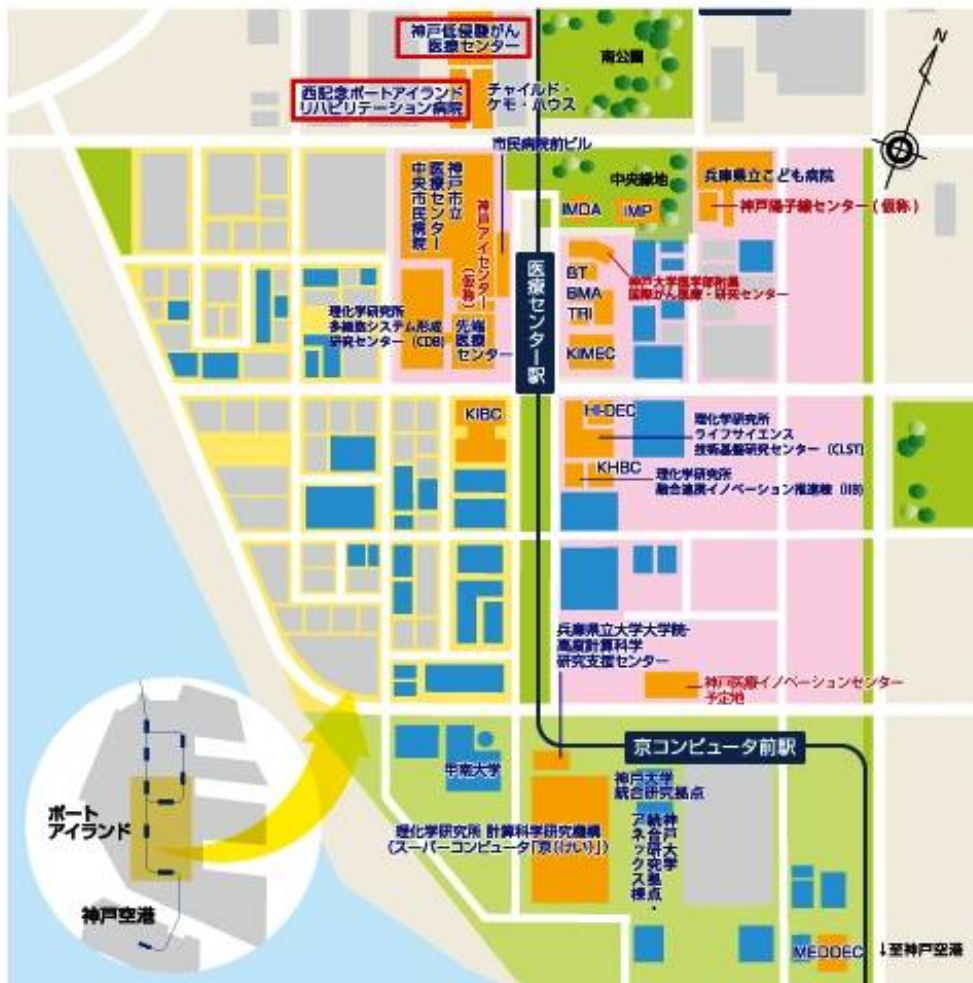 神戸低侵襲がん
医療センター
西記念ポートアイランド
リハビリテーション病院
チャイルド・
ケモ・ハウス
南公園
N
市民病院前ビル
神戸市立
医療センター
中央市民病院
神戸アイセンター
(仮称)
中央緑地
兵庫県立こども病院
神戸陽子線センター(仮称)
IMDA
IMP
医療センター駅
BT
BMA
TRI
神戸大学医学部附属
国際がん医療・研究センター
理化学研究所
多細胞システム形成
研究センター(CDB)
先端
医療
センター
KIMEC
KIBC
HI-DEC
理化学研究所
ライフサイエンス
技術基盤研究センター(CLST)
KHBC
理化学研究所
融合連携イノベーション推進棟(IIB)
兵庫県立大学大学院・
高度計算科学
研究支援センター
神戸医療イノベーションセンター
予定地
京コンピュータ前駅
甲南大学
神戸大学
統合研究拠点
理化学研究所 計算科学研究機構
(スーパーコンピュータ「京(けい)」)
神戸大学
統合研究拠点・
アネックス棟
ポート
アイランド
神戸空港
MEDDEC
↓至神戸空港